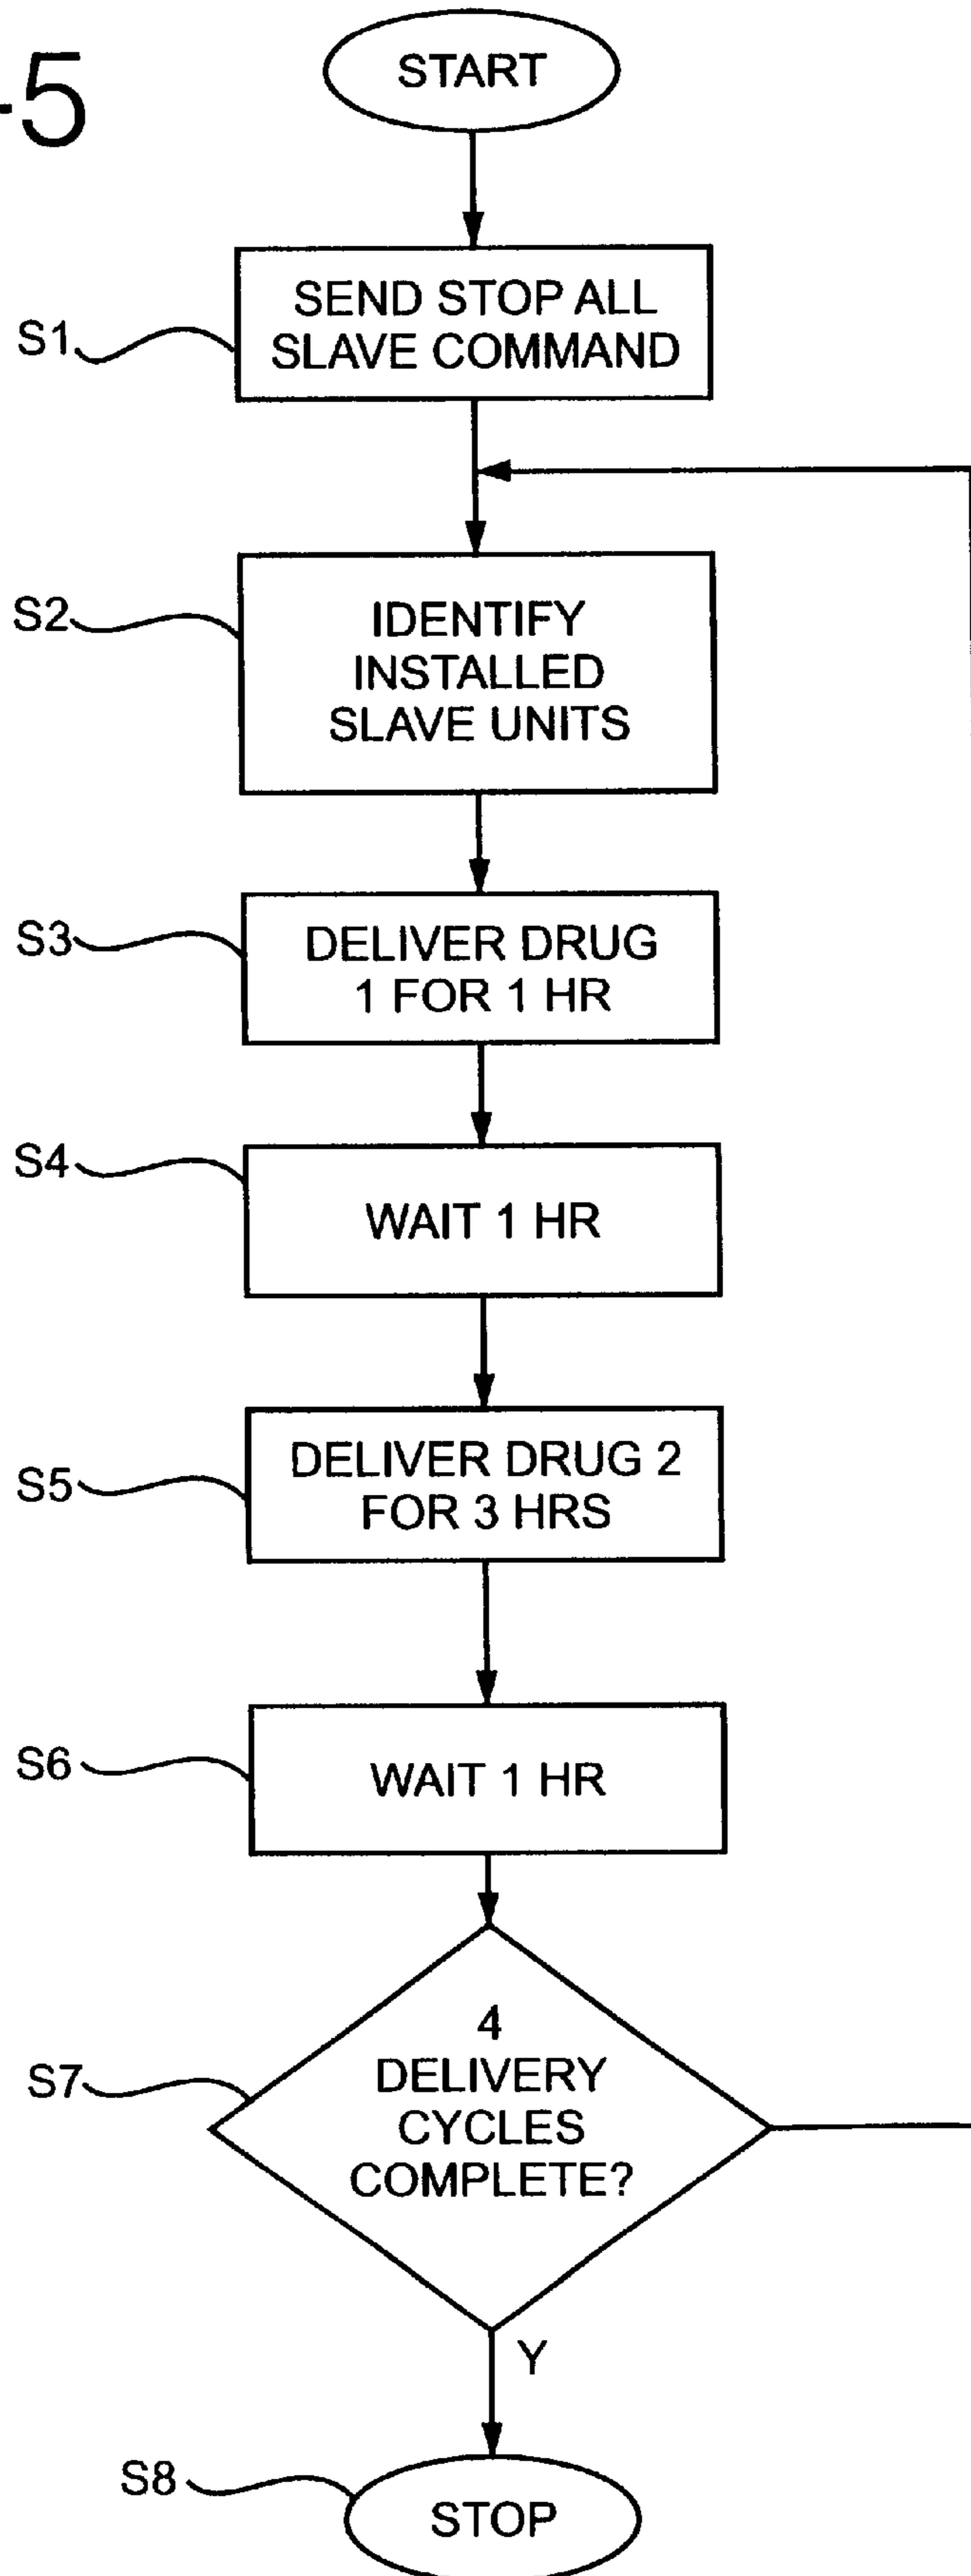 -5
START
S1
SEND STOP ALL
SLAVE COMMAND
S2
IDENTIFY
INSTALLED
SLAVE UNITS
S3
DELIVER DRUG
1 FOR 1 HR
S4
WAIT 1 HR
S5
DELIVER DRUG 2
FOR 3 HRS
S6
WAIT 1 HR
S7
4
DELIVERY
CYCLES
COMPLETE?
Y
S8
STOP